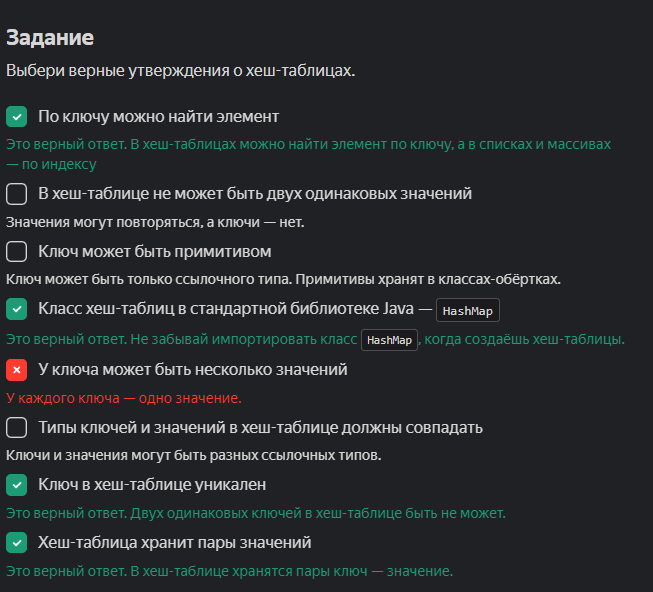 Задание
Выбери верные утверждения о хеш-таблицах.
По ключу можно найти элемент
Это верный ответ. В хеш-таблицах можно найти элемент по ключу, а в списках и массивах
— по индексу
В хеш-таблице не может быть двух одинаковых значений
Значения могут повторяться, а ключи — нет.
Ключ может быть примитивом
Ключ может быть только ссылочного типа. Примитивы хранят в классах-обёртках.
Класс хеш-таблиц в стандартной библиотеке Java — HashMap
Это верный ответ. Не забывай импортировать класс HashMap, когда создаёшь хеш-таблицы.
У ключа может быть несколько значений
У каждого ключа — одно значение.
Типы ключей и значений в хеш-таблице должны совпадать
Ключи и значения могут быть разных ссылочных типов.
Ключ в хеш-таблице уникален
Это верный ответ. Двух одинаковых ключей в хеш-таблице быть не может.
Хеш-таблица хранит пары значений
Это верный ответ. В хеш-таблице хранятся пары ключ — значение.